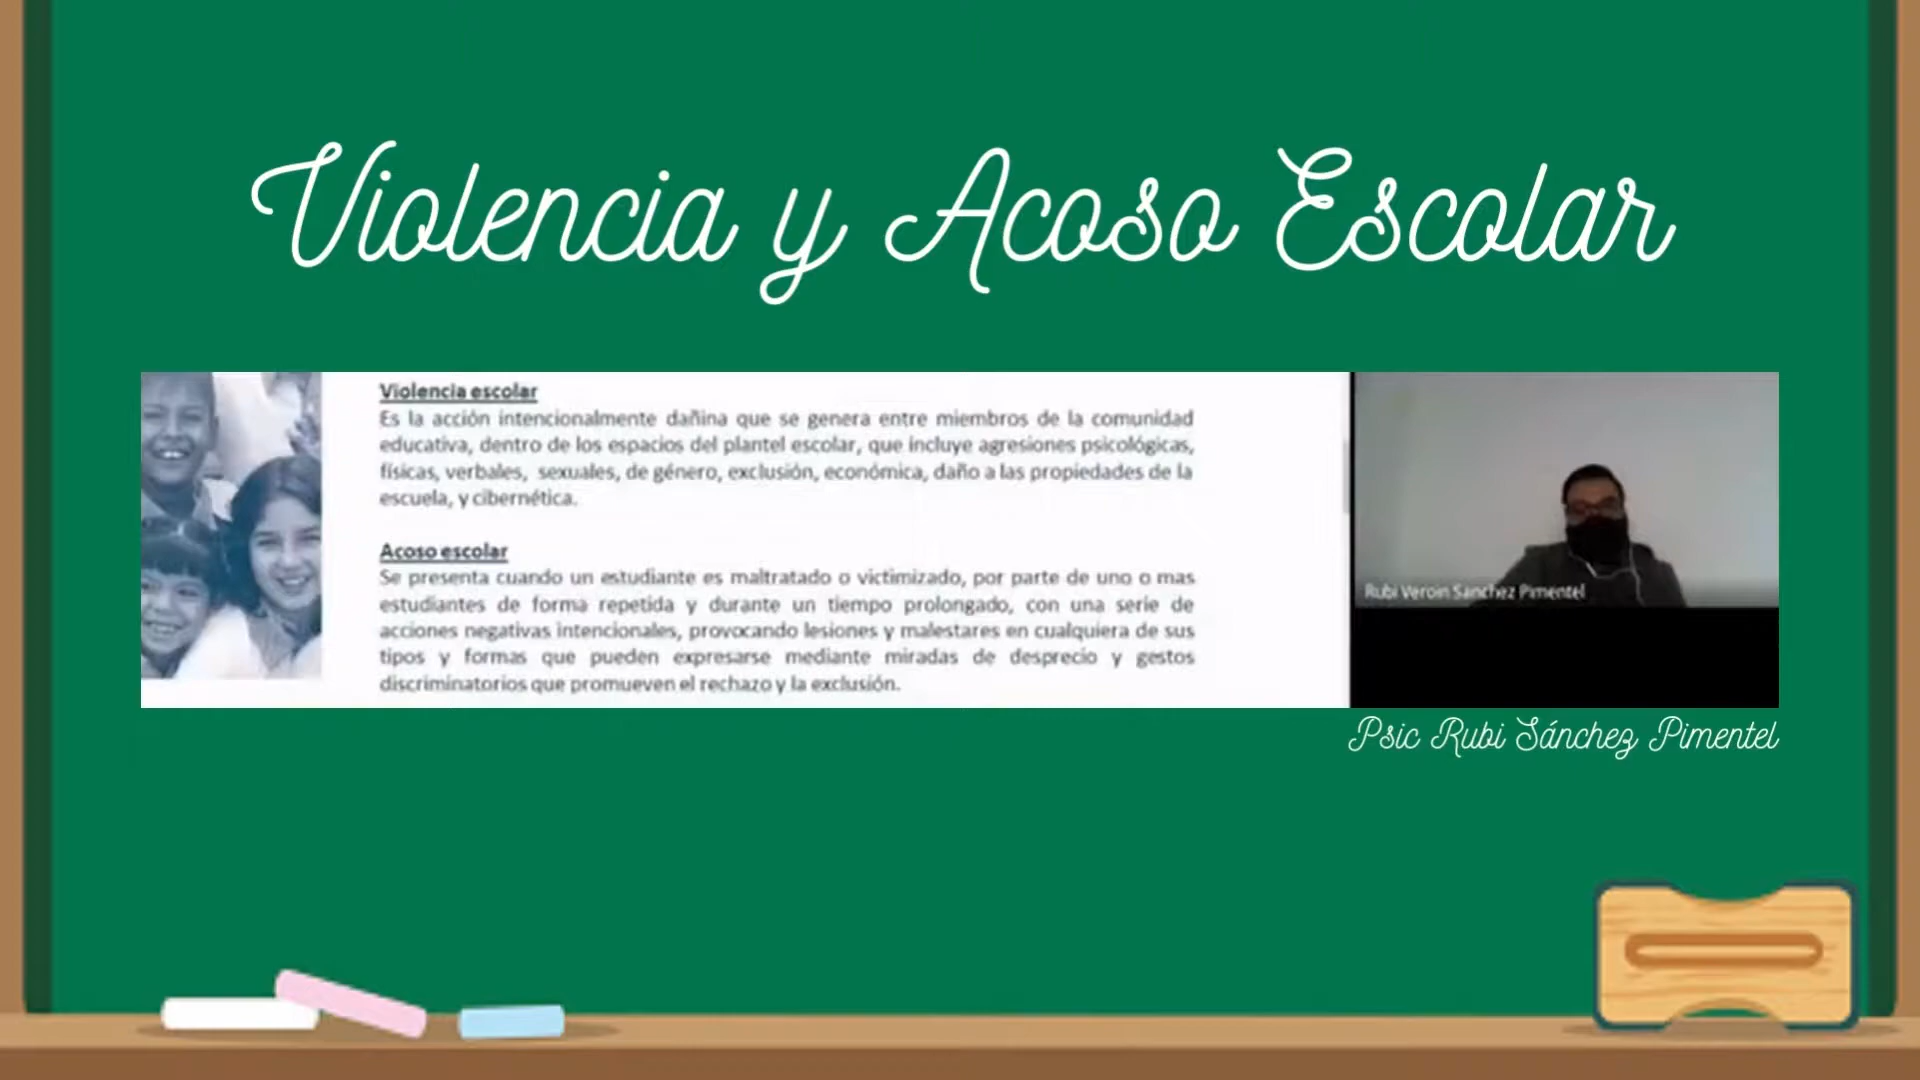 Violencia y Acoso Escolar
Violencia escolar
Es la acción intencionalmente dañina que se genera entre miembros de la comunidad
educativa, dentro de los espacios del plantel escolar, que incluye agresiones psicológicas,
físicas, verbales, sexuales, de género, exclusión, económica, daño a las propiedades de la
escuela, y cibernética.
Acoso escolar
Se presenta cuando un estudiante es maltratado o victimizado, por parte de uno o mas
estudiantes de forma repetida y durante un tiempo prolongado, con una serie de
acciones negativas intencionales, provocando lesiones y malestares en cualquiera de sus
tipos y formas que pueden expresarse mediante miradas de desprecio y gestos
discriminatorios que promueven el rechazo y la exclusión.
Rubi Veroin Sanchez Pimentel
Psic Rubi Sánchez Pimentel